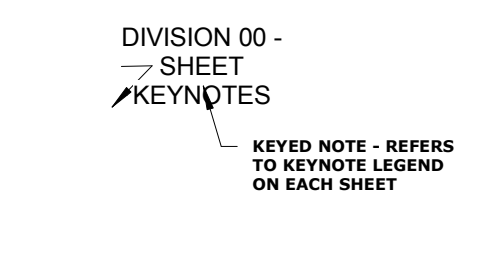 DIVISION 00 -
SHEET
KEYNOTES
KEYED NOTE - REFERS
TO KEYNOTE LEGEND
ON EACH SHEET